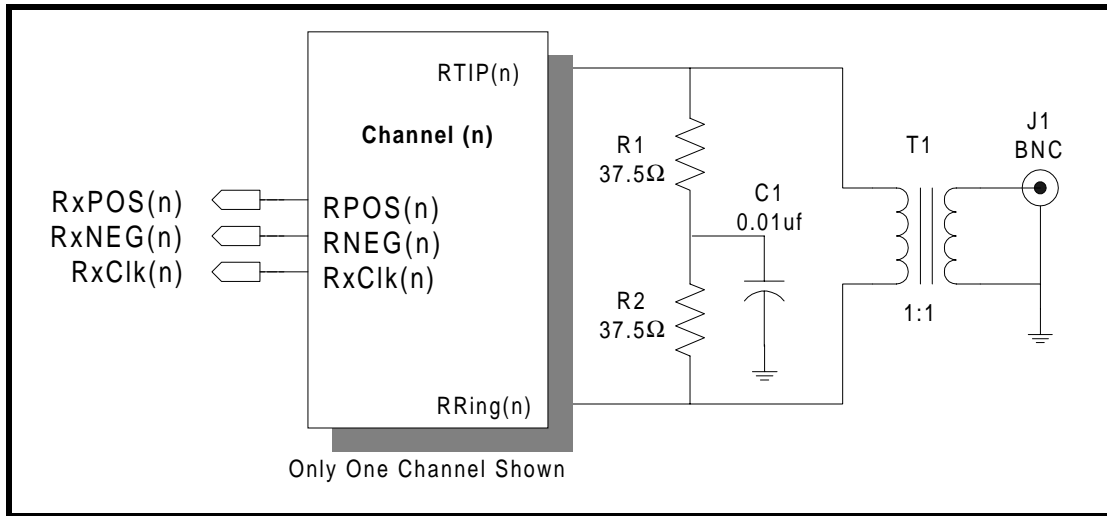 RTIP(n)
Channel (n)
RxPOS(n)
RxNEG(n)
RxClk(n)
RPOS(n)
RNEG(n)
RxClk(n)
RRing(n)
Only One Channel Shown
R1
37.5Ω
C1
0.01uf
R2
37.5Ω
T1
1:1
J1
BNC